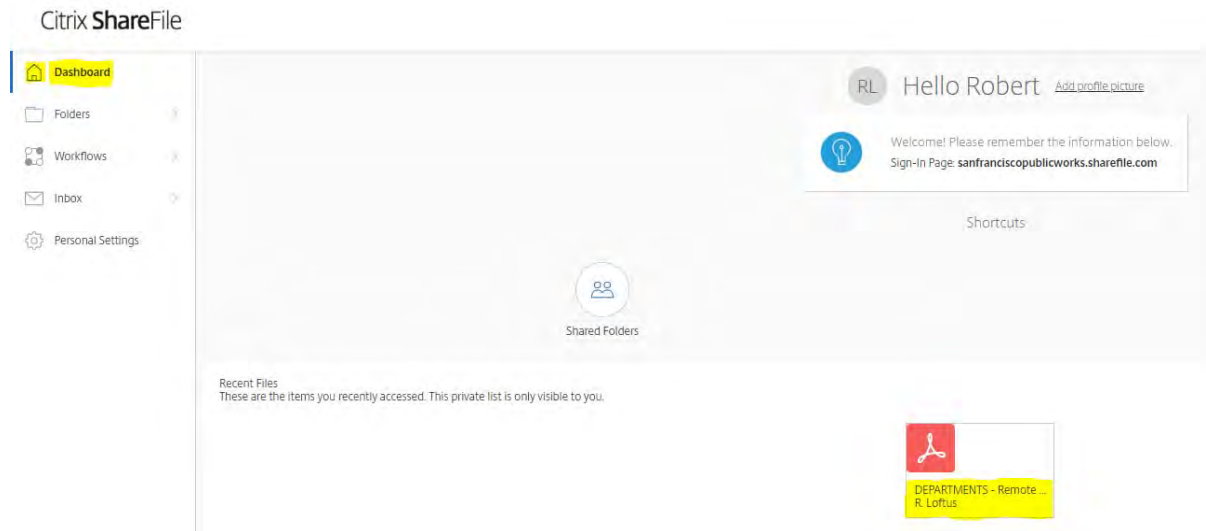 Citrix ShareFile
Dashboard
Folders
Workflows
Inbox
Personal Settings
RL
Hello Robert Add profile picture
Welcome! Please remember the information below.
Sign-In Page: sanfranciscopublicworks.sharefile.com
Shortcuts
Shared Folders
Recent Files
These are the items you recently accessed. This private list is only visible to you.
DEPARTMENTS - Remote ...
R. Loftus